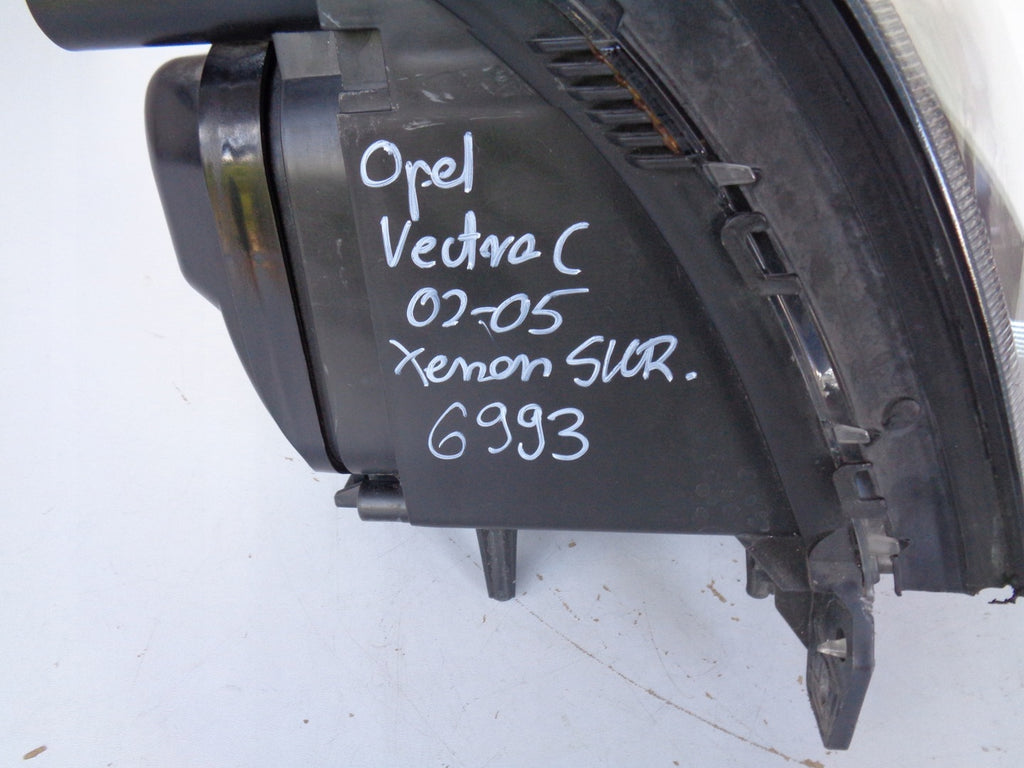 Opel
Vectra C
02-05
xenon SUR.
6993